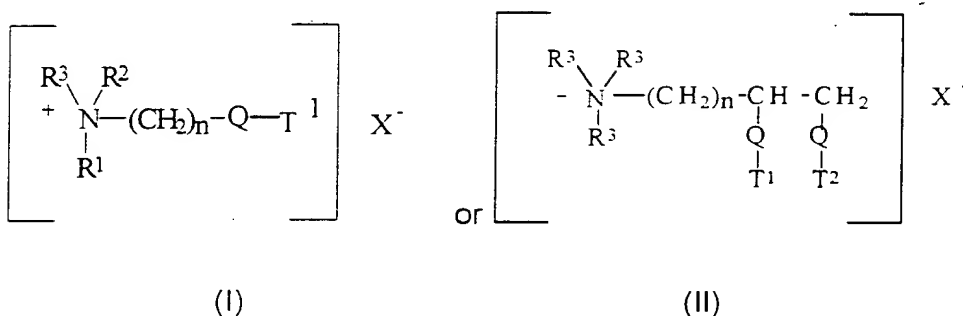 R³ R² R³ R³
+ N—(CH₂)n—Q—T¹ X⁻ - N—(CH₂)n—CH—CH₂ X
R¹ R³ Q Q
or T¹ T²
(I) (II)